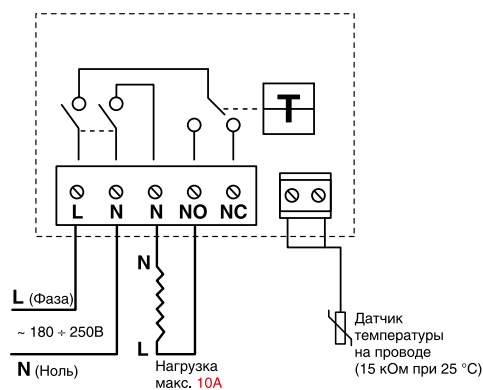 T
L N N NO NC
N
L (Фаза)
~ 180 ÷ 250В
N (Ноль)
L
Нагрузка
макс. 10А
Датчик
температуры
на проводе
(15 кОм при 25 °C)